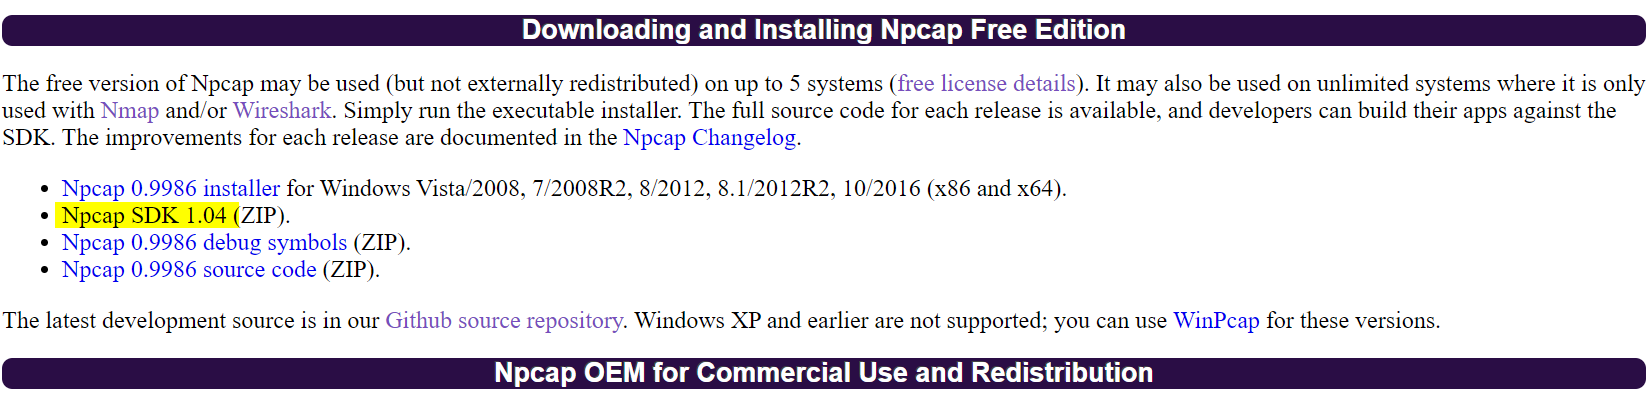 Downloading and Installing Npcap Free Edition
The free version of Npcap may be used (but not externally redistributed) on up to 5 systems (free license details). It may also be used on unlimited systems where it is only
used with Nmap and/or Wireshark. Simply run the executable installer. The full source code for each release is available, and developers can build their apps against the
SDK. The improvements for each release are documented in the Npcap Changelog.
• Npcap 0.9986 installer for Windows Vista/2008, 7/2008R2, 8/2012, 8.1/2012R2, 10/2016 (x86 and x64).
• Npcap SDK 1.04 (ZIP).
• Npcap 0.9986 debug symbols (ZIP).
• Npcap 0.9986 source code (ZIP).
The latest development source is in our Github source repository. Windows XP and earlier are not supported; you can use WinPcap for these versions.
Npcap OEM for Commercial Use and Redistribution